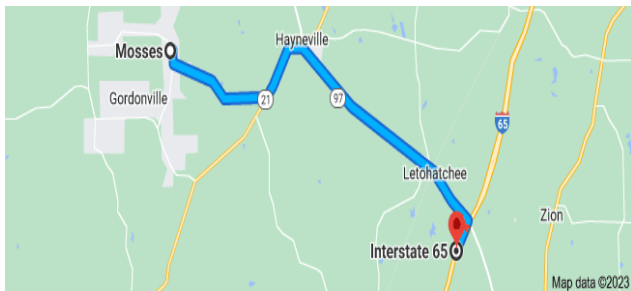 Mosses
Hayneville
Gordonville
21
97
65
Letohatchee
Zion
Interstate 65
Map data ©2023